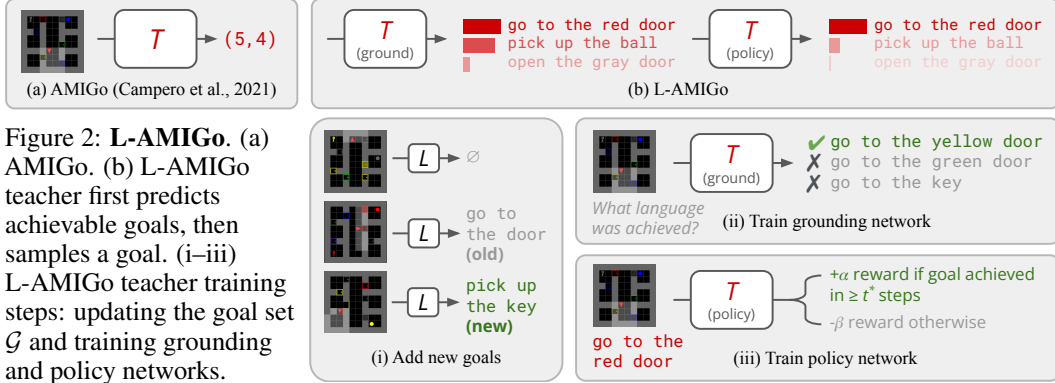 T
(5,4)
(a) AMIGo (Campero et al., 2021)
T
(ground)
go to the red door
pick up the ball
open the gray door
T
(policy)
go to the red door
pick up the ball
open the gray door
(b) L-AMIGo
Figure 2: L-AMIGo. (a)
AMIGo. (b) L-AMIGo
teacher first predicts
achievable goals, then
samples a goal. (i–iii)
L-AMIGo teacher training
steps: updating the goal set
𝒢 and training grounding
and policy networks.
L
∅
L
go to
the door
(old)
L
pick up
the key
(new)
(i) Add new goals
What language
was achieved?
T
(ground)
✔ go to the yellow door
✗ go to the green door
✗ go to the key
(ii) Train grounding network
go to the
red door
T
(policy)
+α reward if goal achieved
in ≥ t* steps
-β reward otherwise
(iii) Train policy network